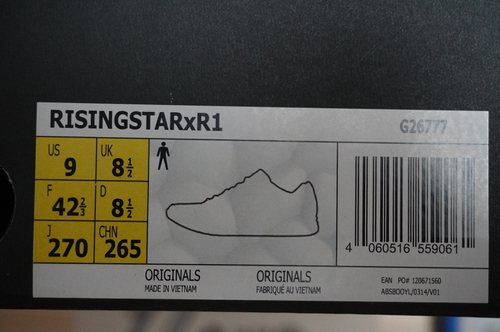 RISINGSTARxR1
G26777
US 9 UK 8½
F 42⅔ D 8½
J 270 CHN 265
4 060516 559061
ORIGINALS ORIGINALS
MADE IN VIETNAM FABRIQUÉ AU VIETNAM
EAN PO# 120671560
ABSBOOYL/0314/V01